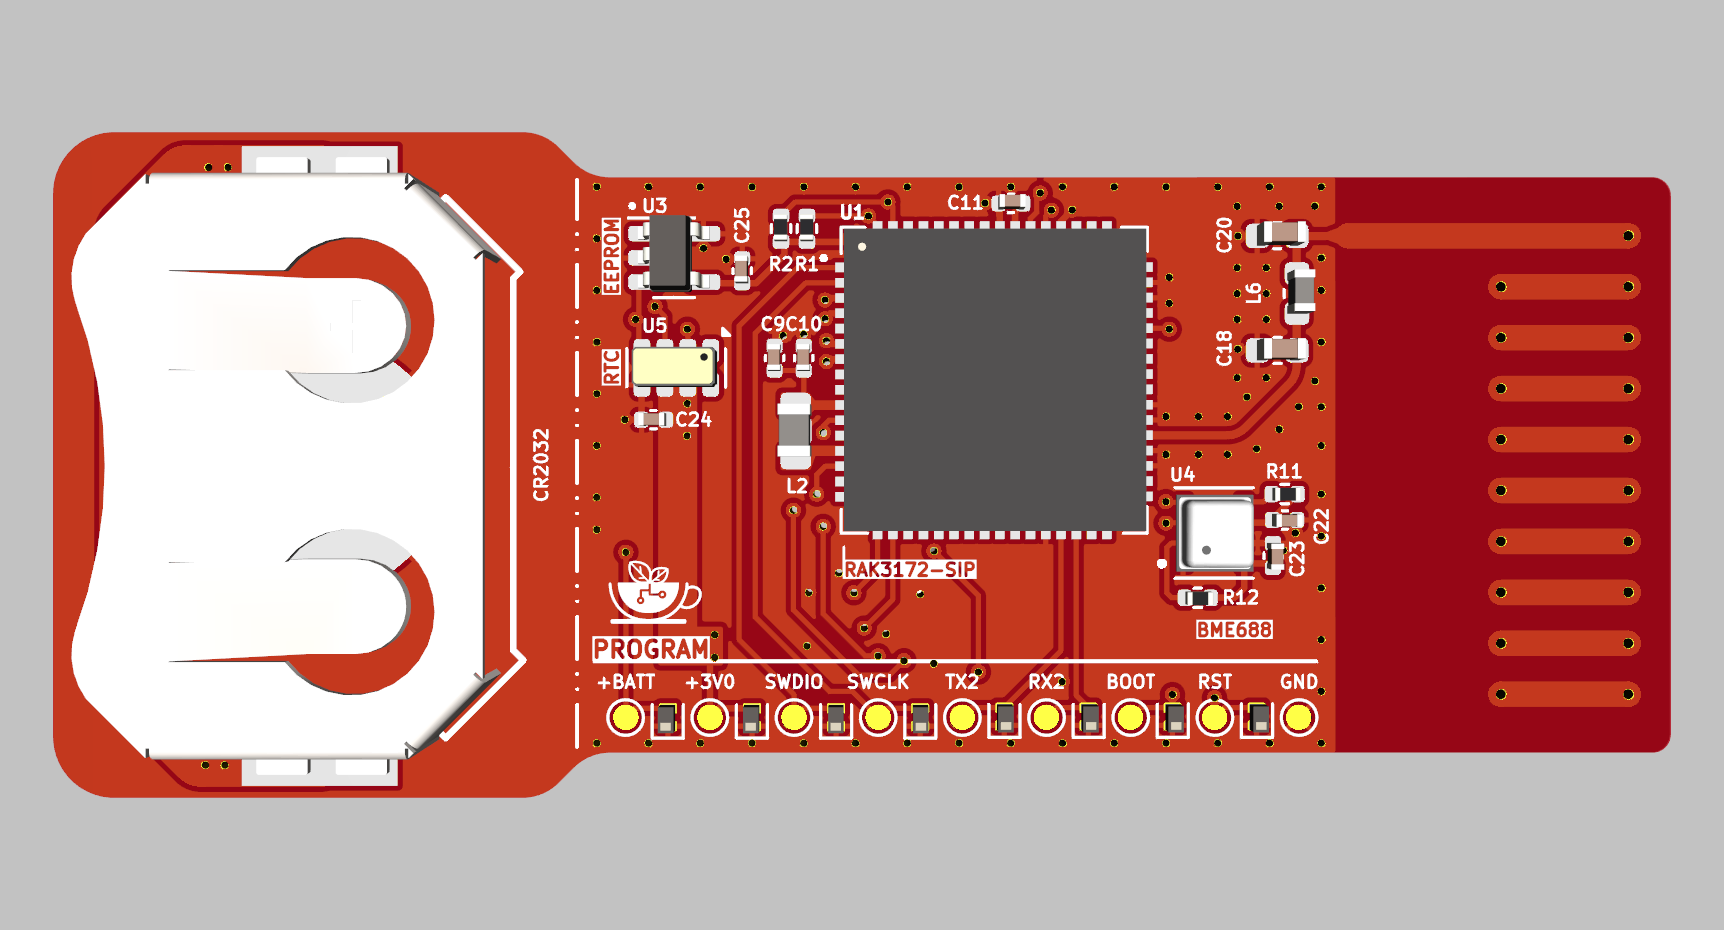 U3
EEPROM
C25
R2R1
U1
C11
C20
L6
C18
U5
RTC
C9C10
C24
L2
CR2032
U4
R11
C22
C23
R12
BME688
RAK3172-SIP
PROGRAM
+BATT +3V0 SWDIO SWCLK TX2 RX2 BOOT RST GND